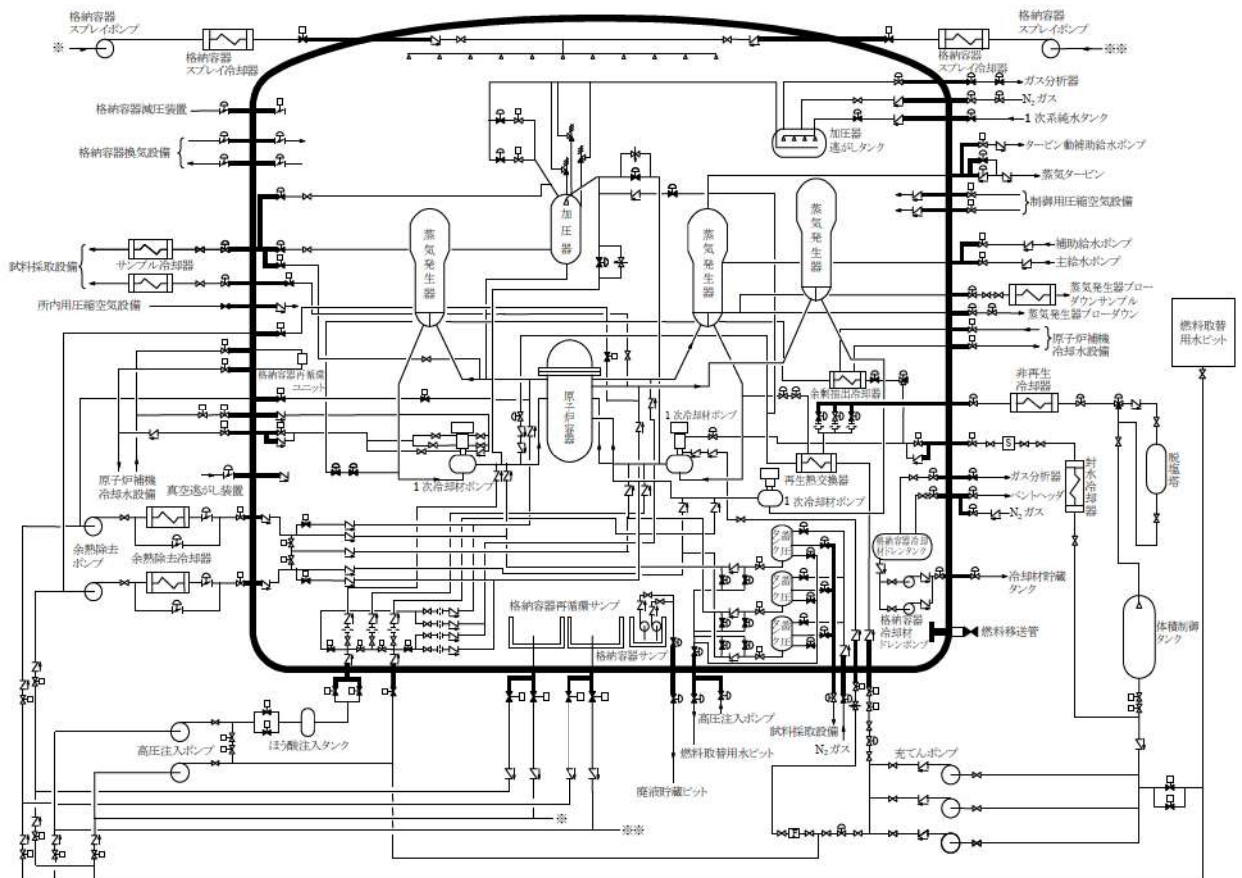 格納容器
スプレイポンプ
※
格納容器
スプレイ冷却器
格納容器
スプレイ冷却器
格納容器
スプレイポンプ
※※
格納容器減圧装置
格納容器換気設備
加圧器
逃がしタンク
ガス分析器
N₂ガス
1次系純水タンク
タービン動補助給水ポンプ
蒸気タービン
制御用圧縮空気設備
補助給水ポンプ
主給水ポンプ
蒸気発生器ブロー
ダウンサンプル
蒸気発生器ブローダウン
原子炉補機
冷却水設備
燃料取替
用水ピット
試料採取設備
サンプル冷却器
所内用圧縮空気設備
格納容器再循環
ユニット
加圧器
蒸気発生器
蒸気発生器
蒸気発生器
原子炉容器
余剰抽出冷却器
非再生
冷却器
1次冷却材ポンプ
再生熱交換器
1次冷却材ポンプ
1次冷却材ポンプ
S
封水冷却器
脱塩塔
原子炉補機
冷却水設備
真空逃がし装置
余熱除去
ポンプ
余熱除去冷却器
ガス分析器
ベントヘッダ
N₂ガス
格納容器冷却
材ドレンタンク
冷却材貯蔵
タンク
格納容器
冷却材
ドレンポンプ
燃料移送管
体積制御
タンク
蓄圧タンク
蓄圧タンク
蓄圧タンク
格納容器再循環サンプ
格納容器サンプ
高圧注入ポンプ
ほう酸注入タンク
高圧注入ポンプ
燃料取替用水ピット
廃液貯蔵ピット
試料採取設備
N₂ガス
充てんポンプ
※
※※
F